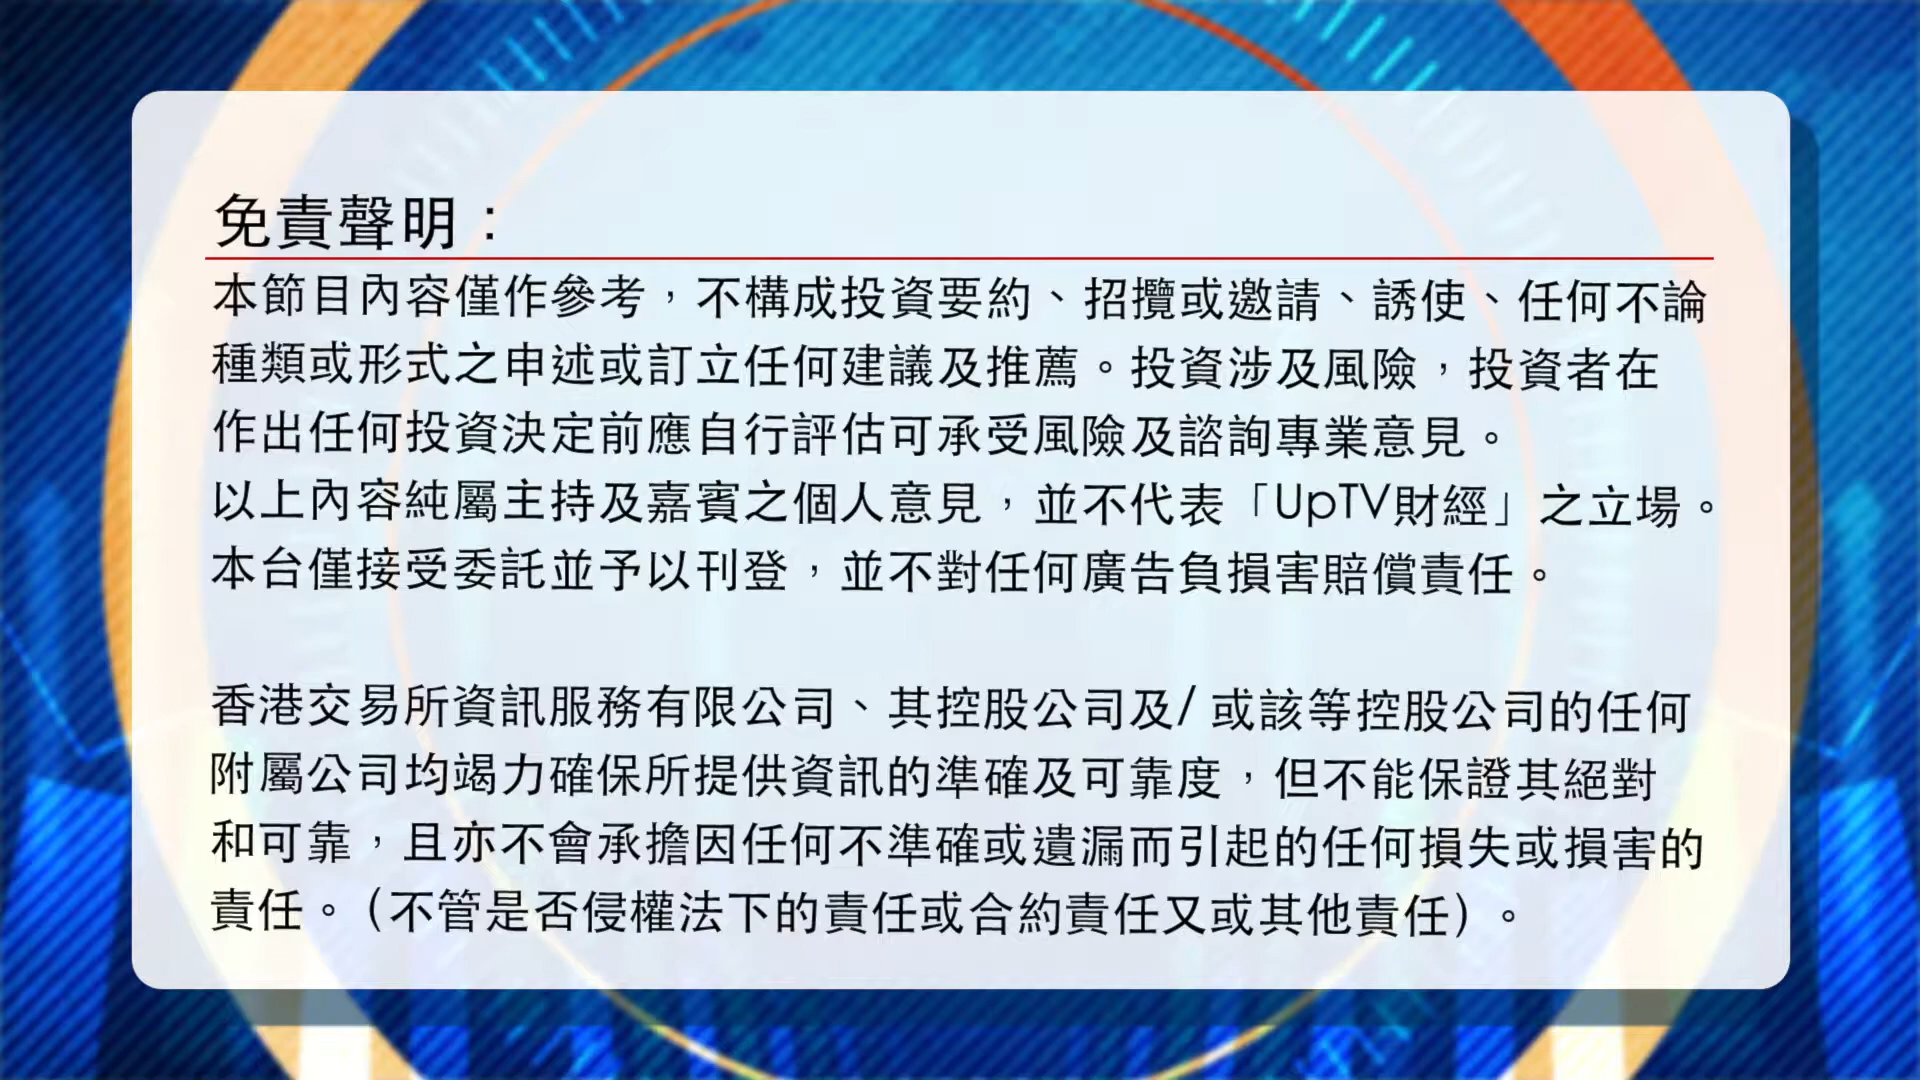 免責聲明：
本節目內容僅作參考，不構成投資要約、招攬或邀請、誘使、任何不論
種類或形式之申述或訂立任何建議及推薦。投資涉及風險，投資者在
作出任何投資決定前應自行評估可承受風險及諮詢專業意見。
以上內容純屬主持及嘉賓之個人意見，並不代表「UpTV財經」之立場。
本台僅接受委託並予以刊登，並不對任何廣告負損害賠償責任。
香港交易所資訊服務有限公司、其控股公司及/ 或該等控股公司的任何
附屬公司均竭力確保所提供資訊的準確及可靠度，但不能保證其絕對
和可靠，且亦不會承擔因任何不準確或遺漏而引起的任何損失或損害的
責任。（不管是否侵權法下的責任或合約責任又或其他責任）。